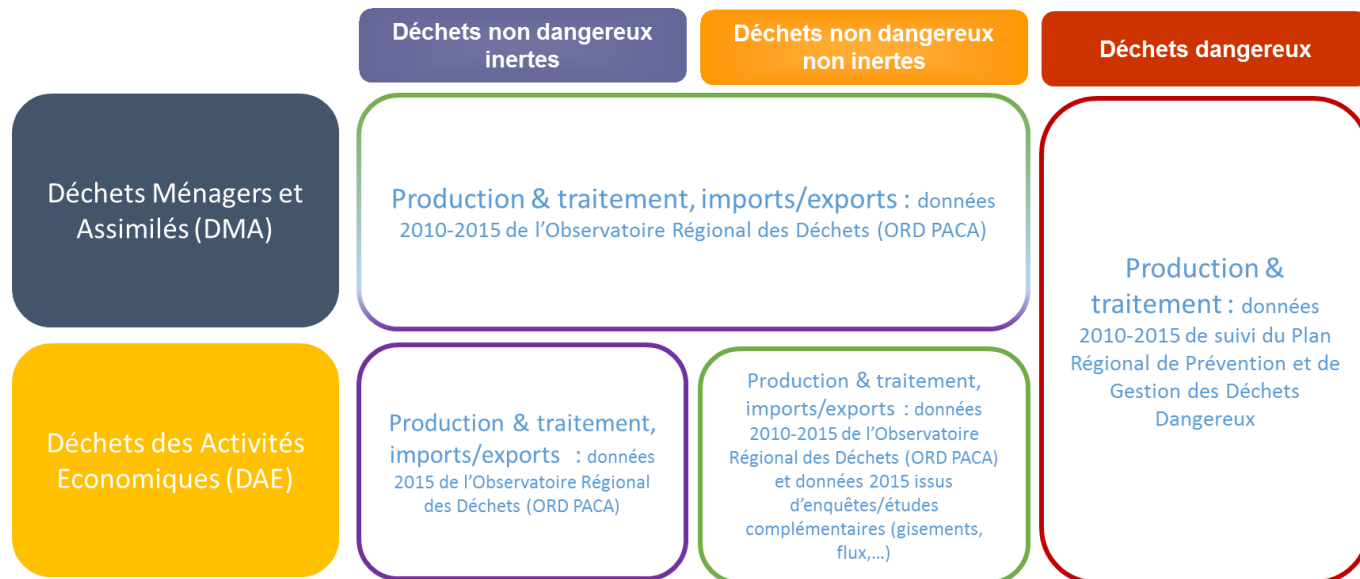 Déchets non dangereux
inertes
Déchets non dangereux
non inertes
Déchets dangereux
Déchets Ménagers et
Assimilés (DMA)
Production & traitement, imports/exports : données
2010-2015 de l’Observatoire Régional des Déchets (ORD PACA)
Production &
traitement : données
2010-2015 de suivi du Plan
Régional de Prévention et de
Gestion des Déchets
Dangereux
Déchets des Activités
Economiques (DAE)
Production & traitement,
imports/exports : données
2015 de l’Observatoire Régional
des Déchets (ORD PACA)
Production & traitement,
imports/exports : données
2010-2015 de l’Observatoire
Régional des Déchets (ORD PACA)
et données 2015 issus
d’enquêtes/études
complémentaires (gisements,
flux,...)